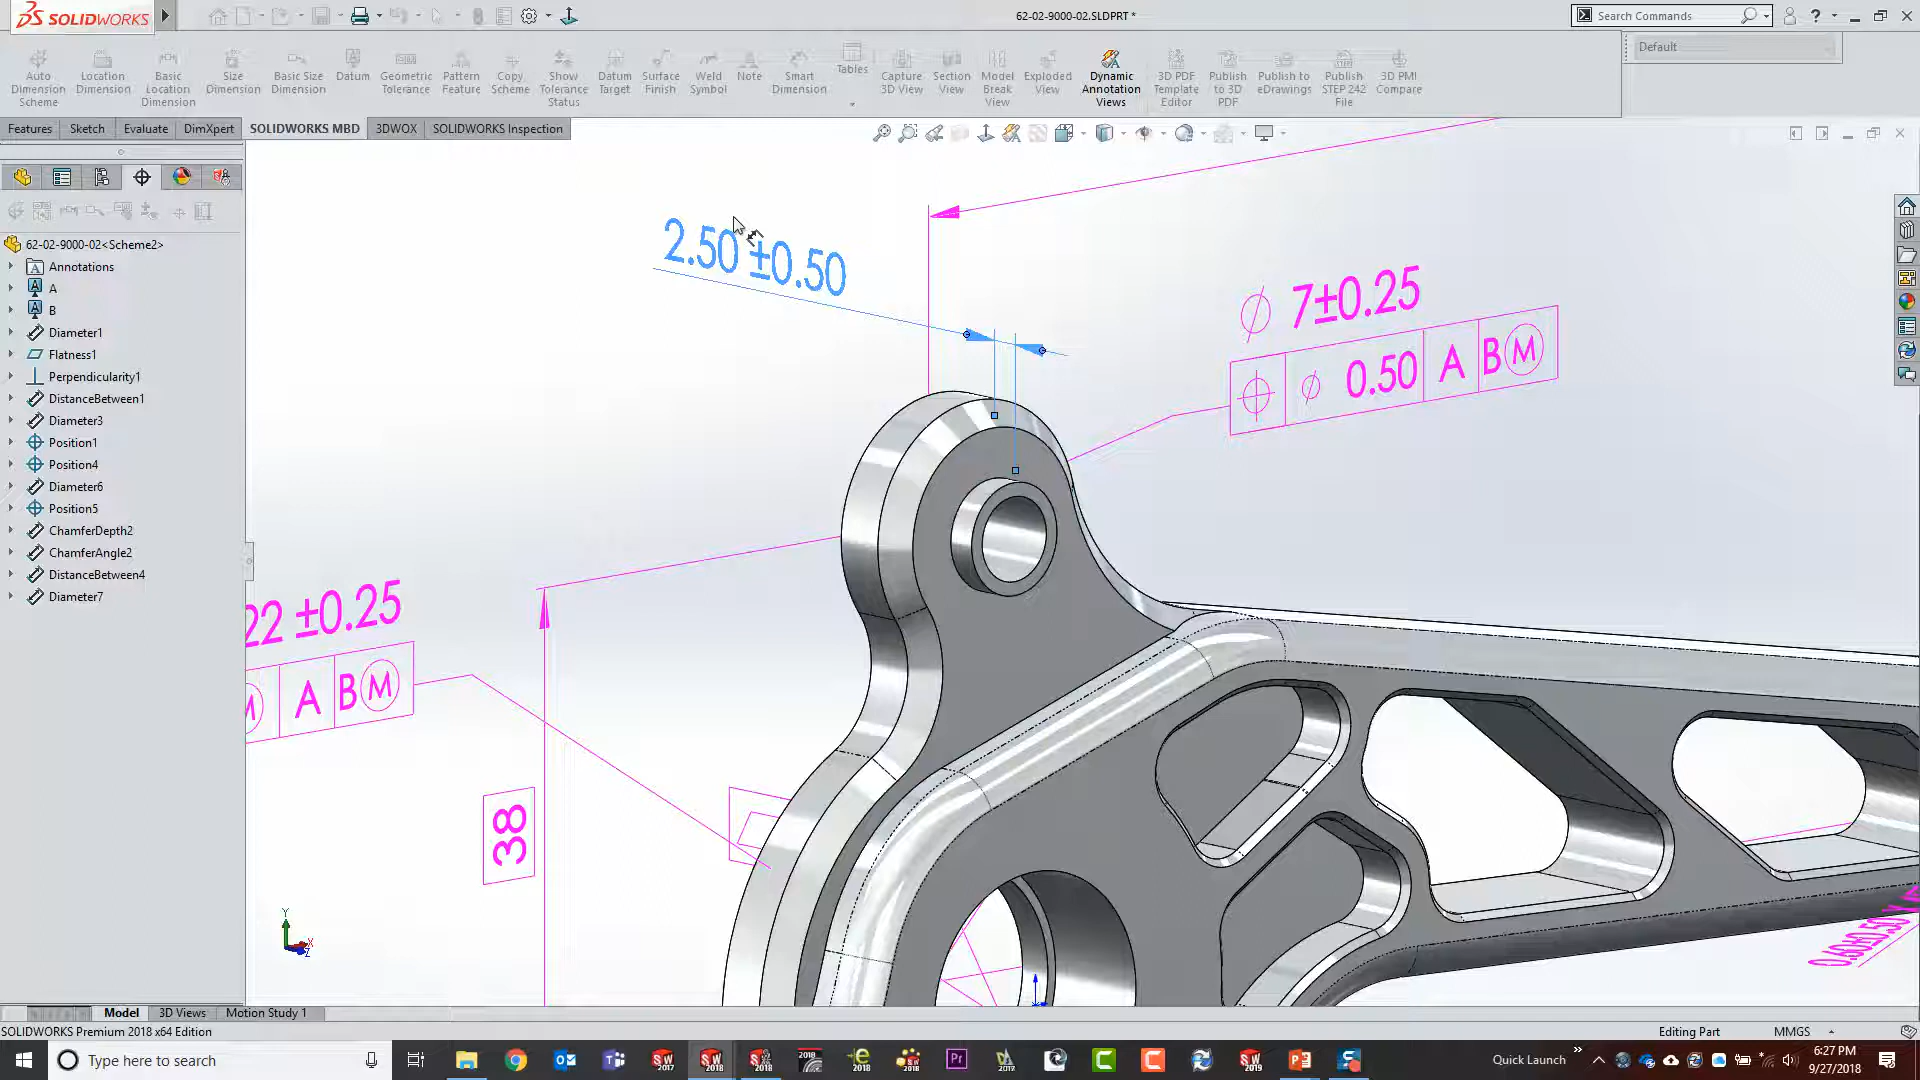 SOLIDWORKS
62-02-9000-02.SLDPRT *
Search Commands
Default
Auto Dimension Scheme
Location Dimension
Basic Location Dimension
Size Dimension
Basic Size Dimension
Datum
Geometric Tolerance
Pattern Feature
Copy Scheme
Show Tolerance Status
Datum Target
Surface Finish
Weld Symbol
Note
Smart Dimension
Tables
Capture 3D View
Section View
Model Break View
Exploded View
Dynamic Annotation Views
3D PDF Template Editor
Publish to 3D PDF
Publish to eDrawings
Publish STEP 242 File
3D PMI Compare
Features
Sketch
Evaluate
DimXpert
SOLIDWORKS MBD
3DWOX
SOLIDWORKS Inspection
62-02-9000-02<Scheme2>
Annotations
A
B
Diameter1
Flatness1
Perpendicularity1
DistanceBetween1
Diameter3
Position1
Position4
Diameter6
Position5
ChamferDepth2
ChamferAngle2
DistanceBetween4
Diameter7
2.50 ±0.50
∅ 7±0.25
⌖ ∅ 0.50 A B Ⓜ
22 ±0.25
Ⓜ A B Ⓜ
38
Y
X
Z
Model
3D Views
Motion Study 1
SOLIDWORKS Premium 2018 x64 Edition
Editing Part
MMGS
Type here to search
Quick Launch
6:27 PM
9/27/2018